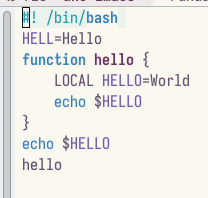 #! /bin/bash
HELL=Hello
function hello {
    LOCAL HELLO=World
    echo $HELLO
}
echo $HELLO
hello